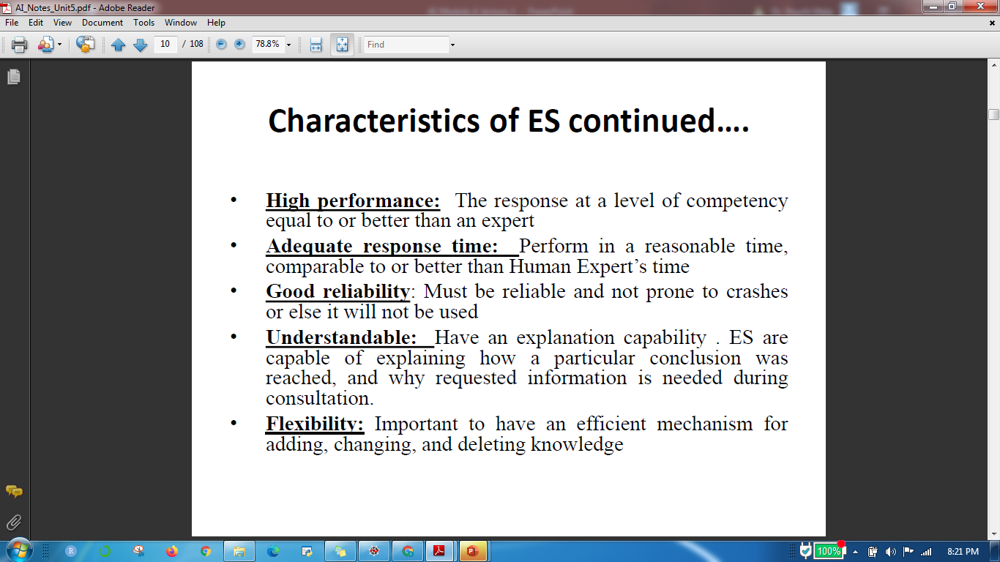 AI_Notes_Unit5.pdf - Adobe Reader
File Edit View Document Tools Window Help
10 / 108 78.8% Find
Characteristics of ES continued....
• High performance: The response at a level of competency
equal to or better than an expert
• Adequate response time: Perform in a reasonable time,
comparable to or better than Human Expert’s time
• Good reliability: Must be reliable and not prone to crashes
or else it will not be used
• Understandable: Have an explanation capability . ES are
capable of explaining how a particular conclusion was
reached, and why requested information is needed during
consultation.
• Flexibility: Important to have an efficient mechanism for
adding, changing, and deleting knowledge
100% 8:21 PM